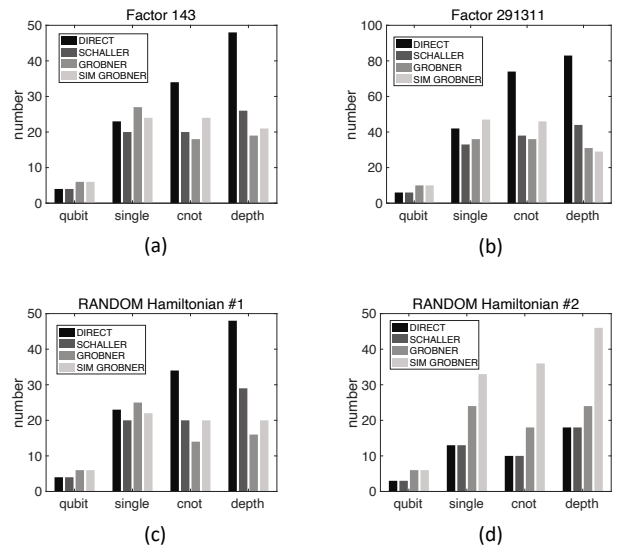 Factor 143
50
40
30
20
10
0
number
DIRECT
SCHALLER
GROBNER
SIM GROBNER
qubit single cnot depth
(a)
Factor 291311
100
80
60
40
20
0
number
DIRECT
SCHALLER
GROBNER
SIM GROBNER
qubit single cnot depth
(b)
RANDOM Hamiltonian #1
50
40
30
20
10
0
number
DIRECT
SCHALLER
GROBNER
SIM GROBNER
qubit single cnot depth
(c)
RANDOM Hamiltonian #2
50
40
30
20
10
0
number
DIRECT
SCHALLER
GROBNER
SIM GROBNER
qubit single cnot depth
(d)